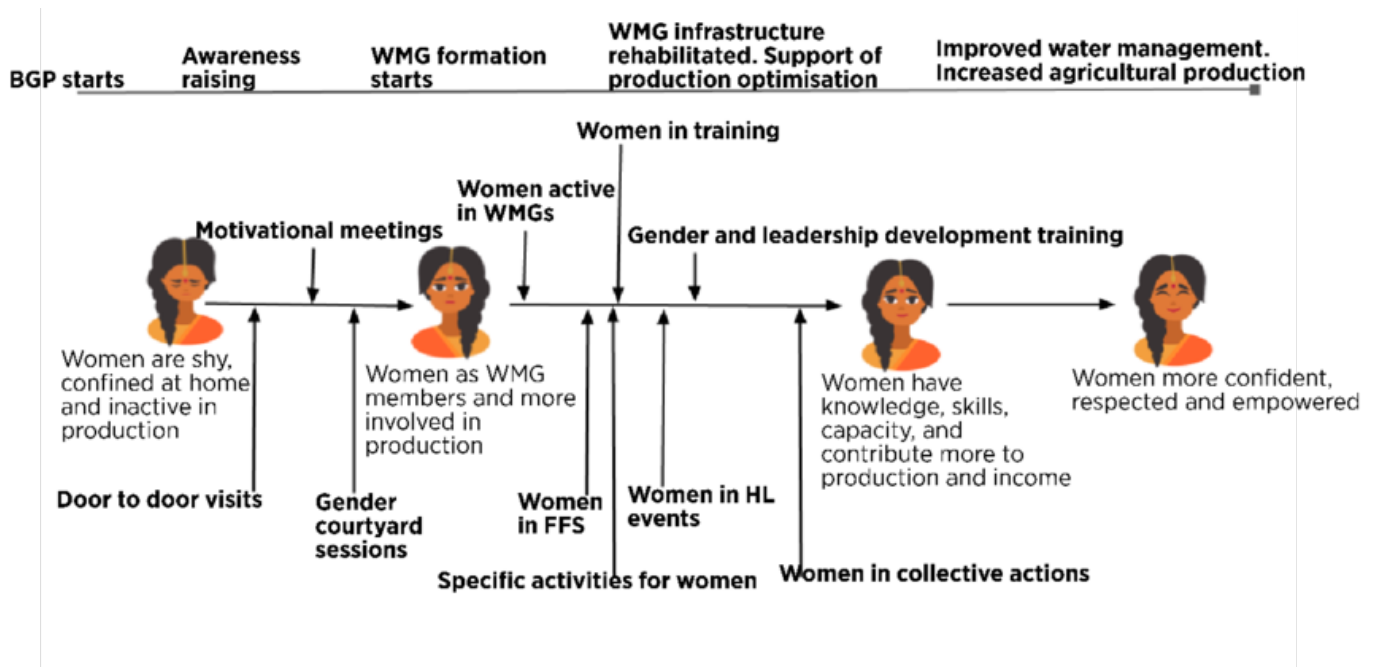 BGP starts
Awareness
raising
WMG formation
starts
WMG infrastructure
rehabilitated. Support of
production optimisation
Improved water management.
Increased agricultural production
Women in training
Women active
in WMGs
Motivational meetings
Gender and leadership development training
Women are shy,
confined at home
and inactive in
production
Women as WMG
members and more
involved in
production
Women have
knowledge, skills,
capacity, and
contribute more to
production and income
Women more confident,
respected and empowered
Door to door visits
Gender
courtyard
sessions
Women
in FFS
Women in HL
events
Specific activities for women
Women in collective actions